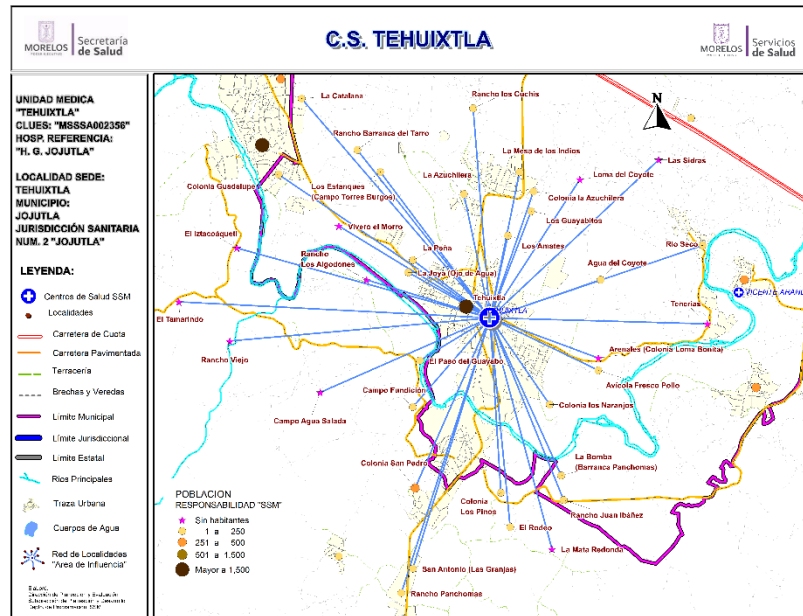 MORELOS
Secretaría
de Salud
C.S. TEHUIXTLA
MORELOS
Servicios
de Salud
UNIDAD MEDICA
"TEHUIXTLA"
CLUES: "MSSSA002356"
HOSP. REFERENCIA:
"H. G. JOJUTLA"
LOCALIDAD SEDE:
TEHUIXTLA
MUNICIPIO:
JOJUTLA
JURISDICCIÓN SANITARIA
NUM. 2 "JOJUTLA"
LEYENDA:
Centros de Salud SSM
Localidades
Carretera de Cuota
Carretera Pavimentada
Terracería
Brechas y Veredas
Límite Municipal
Límite Jurisdiccional
Límite Estatal
Rios Principales
Traza Urbana
Cuerpos de Agua
Red de Localidades
"Area de Influencia"
La Catalana
Rancho los Cuchis
N
Rancho Barranca del Tarro
La Mesa de los Indios
Las Sidras
Colonia Guadalupe
Los Estanques
(Campo Torres Burgos)
La Azuchilera
Loma del Coyote
Colonia la Azuchilera
Los Guayabitos
Vivero el Morro
El Iztacoáquetl
Rancho
Los Algodones
La Peña
Los Amates
Rio Seco
La Joya (Ojo de Agua)
Agua del Coyote
Tehuixtla
El Tamarindo
Tenerias
Rancho Viejo
Arenales (Colonia Loma Bonita)
El Paso del Guayabo
Avícola Fresco Pollo
Campo Fundición
Colonia los Naranjos
Campo Agua Salada
Colonia San Pedro
La Bomba
(Barranca Panchomas)
Colonia
Los Pinos
Rancho Juan Ibáñez
El Rodeo
La Mata Redonda
San Antonio (Las Granjas)
Rancho Panchomas
POBLACION
RESPONSABILIDAD "SSM"
Sin habitantes
1 a 250
251 a 500
501 a 1,500
Mayor a 1,500